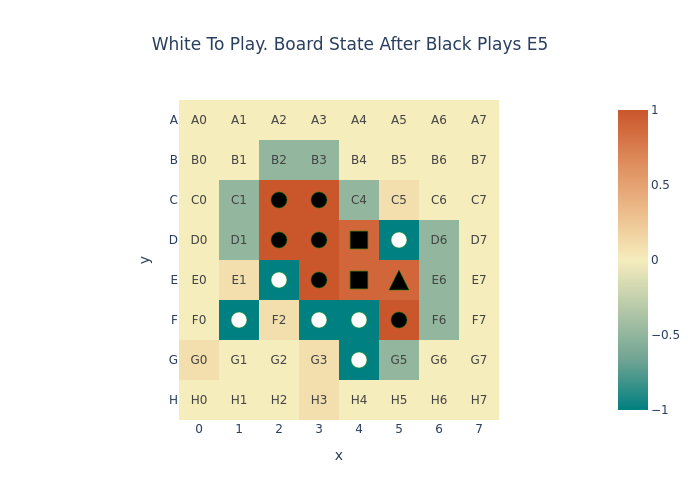 White To Play. Board State After Black Plays E5
A A0 A1 A2 A3 A4 A5 A6 A7
B B0 B1 B2 B3 B4 B5 B6 B7
C C0 C1 C4 C5 C6 C7
D D0 D1 D6 D7
E E0 E1 E6 E7
F F0 F2 F6 F7
G G0 G1 G2 G3 G5 G6 G7
H H0 H1 H2 H3 H4 H5 H6 H7
0 1 2 3 4 5 6 7
x
y
1
0.5
0
−0.5
−1